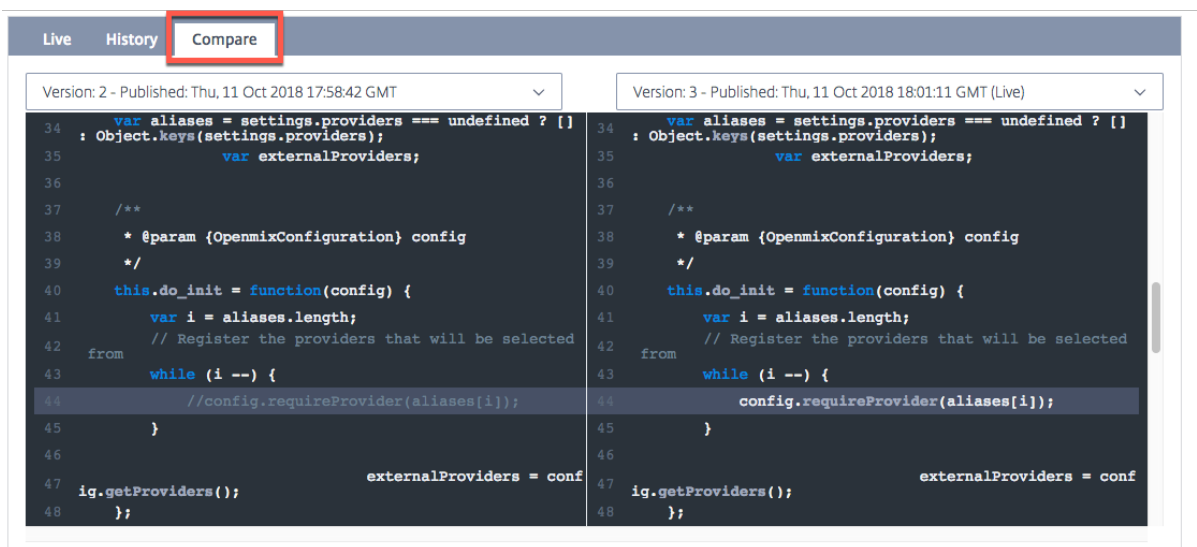 Live History Compare
Version: 2 - Published: Thu, 11 Oct 2018 17:58:42 GMT
34 var aliases = settings.providers === undefined ? []
: Object.keys(settings.providers);
35 var externalProviders;
36
37 /**
38 * @param {OpenmixConfiguration} config
39 */
40 this.do_init = function(config) {
41 var i = aliases.length;
42 // Register the providers that will be selected
from
43 while (i --) {
44 //config.requireProvider(aliases[i]);
45 }
46
47 externalProviders = conf
ig.getProviders();
48 };
Version: 3 - Published: Thu, 11 Oct 2018 18:01:11 GMT (Live)
34 var aliases = settings.providers === undefined ? []
: Object.keys(settings.providers);
35 var externalProviders;
36
37 /**
38 * @param {OpenmixConfiguration} config
39 */
40 this.do_init = function(config) {
41 var i = aliases.length;
42 // Register the providers that will be selected
from
43 while (i --) {
44 config.requireProvider(aliases[i]);
45 }
46
47 externalProviders = conf
ig.getProviders();
48 };